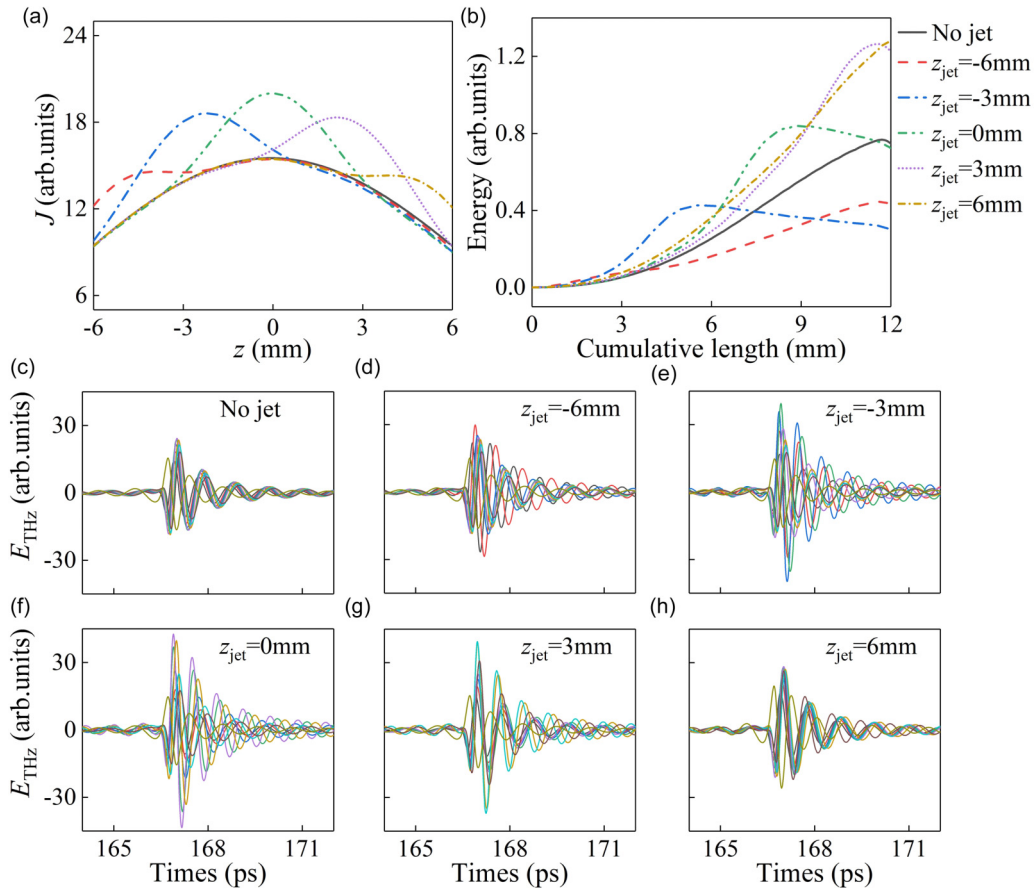 (a)
24
18
12
6
J (arb.units)
-6
-3
0
3
6
z (mm)
(b)
1.2
0.8
0.4
0.0
Energy (arb.units)
0
3
6
9
12
Cumulative length (mm)
No jet
zjet=-6mm
zjet=-3mm
zjet=0mm
zjet=3mm
zjet=6mm
(c)
No jet
30
0
-30
ETHz (arb.units)
(d)
zjet=-6mm
(e)
zjet=-3mm
(f)
zjet=0mm
30
0
-30
ETHz (arb.units)
165
168
171
Times (ps)
(g)
zjet=3mm
165
168
171
Times (ps)
(h)
zjet=6mm
165
168
171
Times (ps)